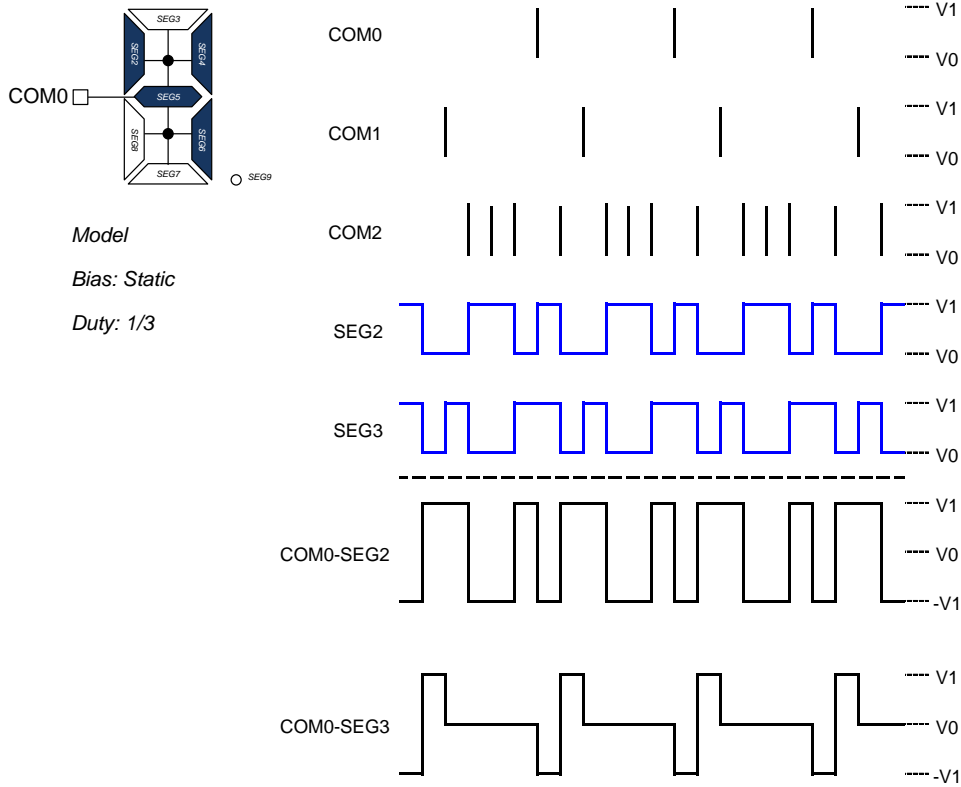 SEG3
SEG2
SEG4
COM0
SEG5
SEG8
SEG6
SEG7
SEG9
Model
Bias: Static
Duty: 1/3
COM0
V1
V0
COM1
V1
V0
COM2
V1
V0
SEG2
V1
V0
SEG3
V1
V0
COM0-SEG2
V1
V0
-V1
COM0-SEG3
V1
V0
-V1